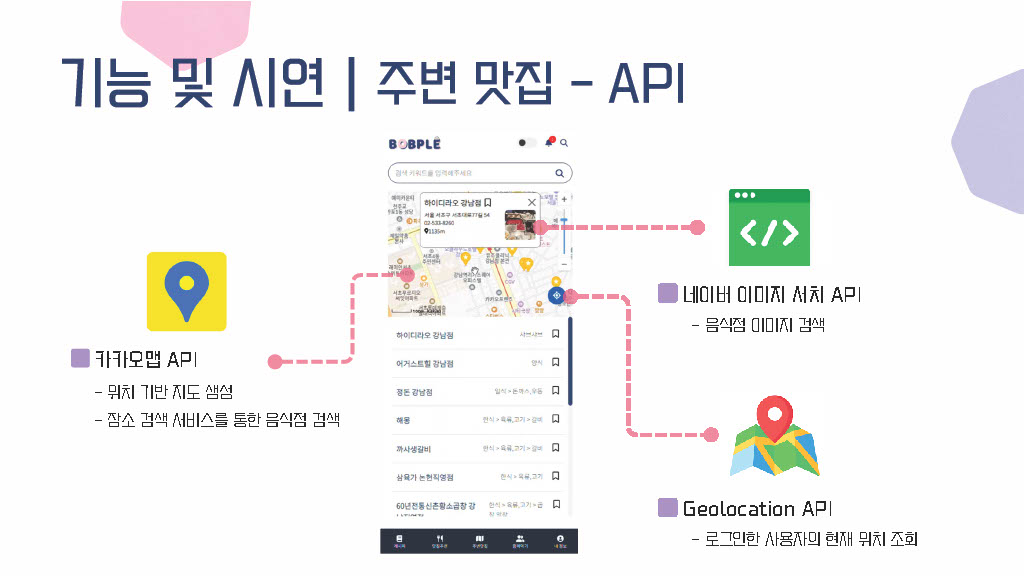 기능 및 시연 | 주변 맛집 - API
BOBPLE
검색 키워드를 입력해주세요
하이디라오 강남점
서울 서초구 서초대로77길 54
02-533-8260
1135m
CGV
하이디라오 강남점 샤브샤브
어거스트힐 강남점 양식
정돈 강남점 일식 > 돈까스,우동
해몽 한식 > 육류,고기 > 갈비
까사생갈비 한식 > 육류,고기 > 갈비
삼육가 논현직영점 한식 > 육류,고기
60년전통신촌황소곱창 강 한식 > 육류,고기 > 곱
주변맛집
내 정보
카카오맵 API
- 위치 기반 지도 생성
- 장소 검색 서비스를 통한 음식점 검색
네이버 이미지 서치 API
- 음식점 이미지 검색
Geolocation API
- 로그인한 사용자의 현재 위치 조회